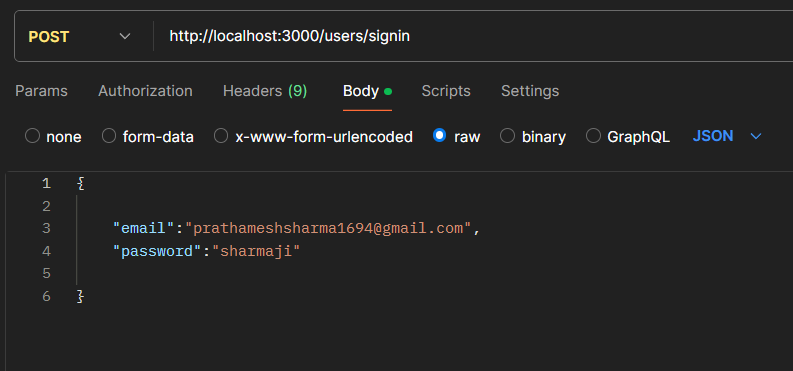 POST http://localhost:3000/users/signin
Params Authorization Headers (9) Body Scripts Settings
none form-data x-www-form-urlencoded raw binary GraphQL JSON
1 {
2
3 "email":"prathameshsharma1694@gmail.com",
4 "password":"sharmaji"
5
6 }